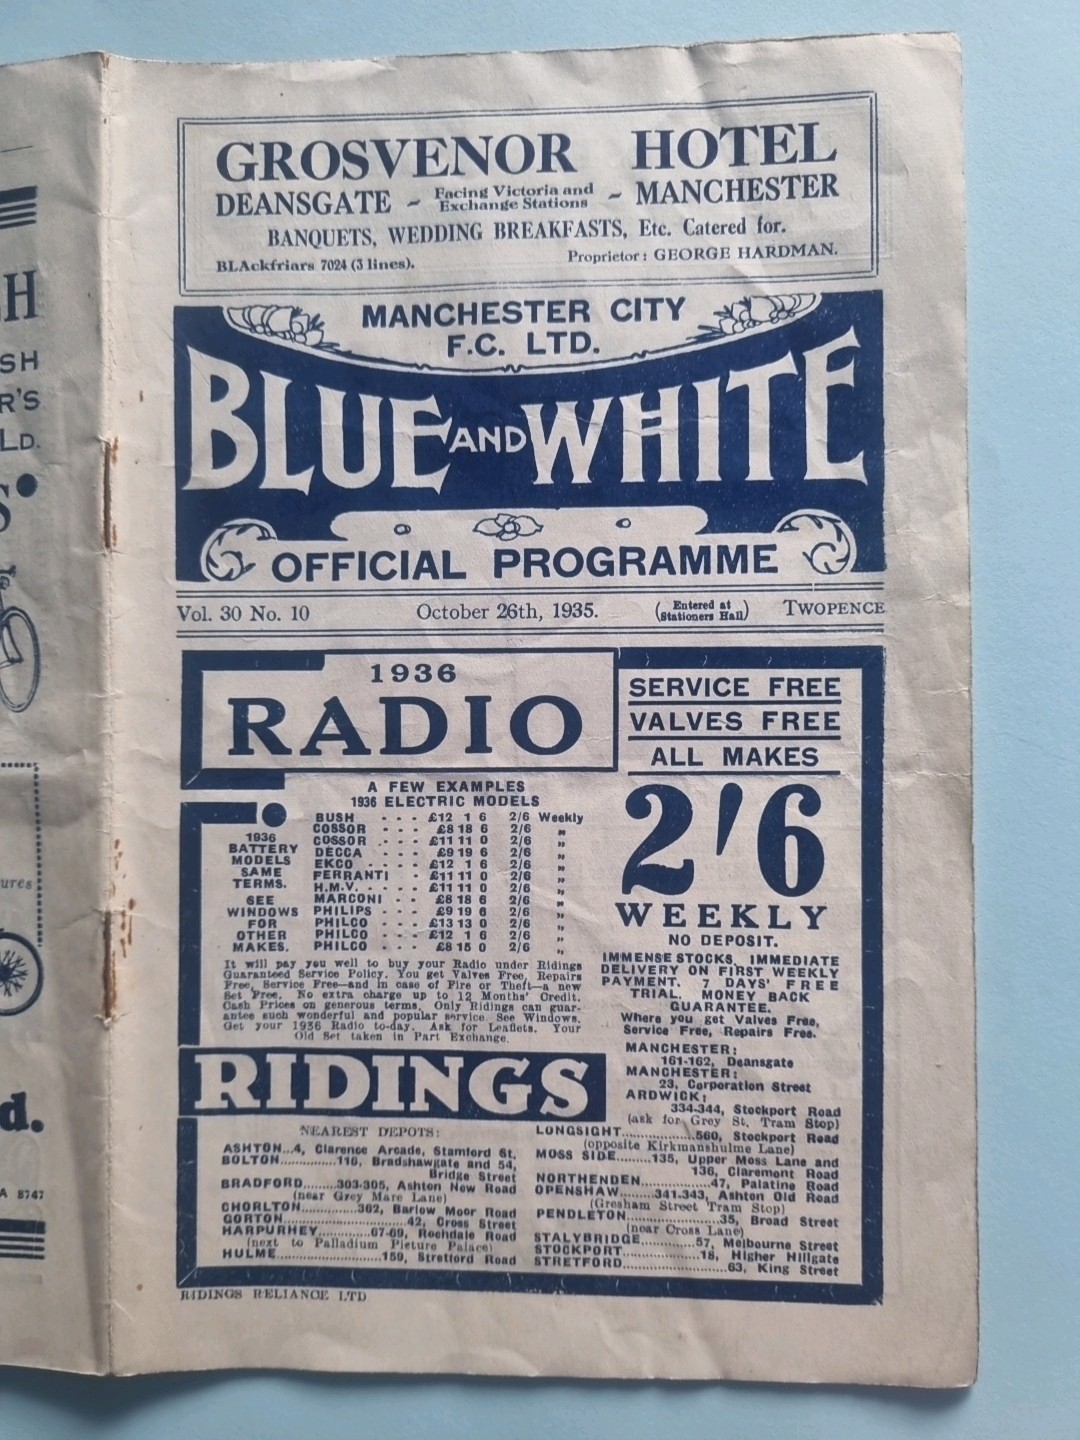 H
SH
R'S
LD.
S
ures
d.
A 8747
GROSVENOR HOTEL
DEANSGATE ~ Facing Victoria and Exchange Stations ~ MANCHESTER
BANQUETS, WEDDING BREAKFASTS, Etc. Catered for.
BLAckfriars 7024 (3 lines). Proprietor: GEORGE HARDMAN.
MANCHESTER CITY
F.C. LTD.
BLUE AND WHITE
OFFICIAL PROGRAMME
Vol. 30 No. 10 October 26th, 1935. (Entered at Stationers Hall) TWOPENCE
1936
RADIO
SERVICE FREE
VALVES FREE
ALL MAKES
2/6
WEEKLY
NO DEPOSIT.
IMMENSE STOCKS. IMMEDIATE
DELIVERY ON FIRST WEEKLY
PAYMENT. 7 DAYS' FREE
TRIAL. MONEY BACK
GUARANTEE.
Where you get Valves Free,
Service Free, Repairs Free.
A FEW EXAMPLES
1936 ELECTRIC MODELS
BUSH - - - £12 1 6 2/6 Weekly
COSSOR - - - £8 18 6 2/6 "
COSSOR - - - £11 11 0 2/6 "
DECCA - - - £9 19 6 2/6 "
EKCO - - - - £12 1 6 2/6 "
FERRANTI - - £11 11 0 2/6 "
H.M.V. - - - £11 11 0 2/6 "
MARCONI - - £8 18 6 2/6 "
PHILIPS - - - £9 19 6 2/6 "
PHILCO - - - £13 13 0 2/6 "
PHILCO - - - £12 1 6 2/6 "
PHILCO - - - £8 15 0 2/6 "
1936
BATTERY
MODELS
SAME
TERMS.
SEE
WINDOWS
FOR
OTHER
MAKES.
It will pay you well to buy your Radio under Ridings
Guaranteed Service Policy. You get Valves Free, Repairs
Free, Service Free—and in case of Fire or Theft—a new
Set Free. No extra charge up to 12 Months' Credit.
Cash Prices on generous terms. Only Ridings can guar-
antee such wonderful and popular service. See Windows.
Get your 1936 Radio to-day. Ask for Leaflets. Your
Old Set taken in Part Exchange.
RIDINGS
MANCHESTER:
161-162, Deansgate
MANCHESTER:
23, Corporation Street
ARDWICK:
334-344, Stockport Road
(ask for Grey St. Tram Stop)
NEAREST DEPOTS:
ASHTON...4, Clarence Arcade, Stamford St.
BOLTON..............116, Bradshawgate and 54,
Bridge Street
BRADFORD.........303-305, Ashton New Road
(near Grey Mare Lane)
CHORLTON............362, Barlow Moor Road
GORTON..............................42, Cross Street
HARPURHEY.............67-69, Rochdale Road
(next to Palladium Picture Palace)
HULME.....................159, Stretford Road
LONGSIGHT..................560, Stockport Road
(opposite Kirkmanshulme Lane)
MOSS SIDE.........135, Upper Moss Lane and
136, Claremont Road
NORTHENDEN...............47, Palatine Road
OPENSHAW.........341-343, Ashton Old Road
(Gresham Street Tram Stop)
PENDLETON........................35, Broad Street
(near Cross Lane)
STALYBRIDGE...............57, Melbourne Street
STOCKPORT....................18, Higher Hillgate
STRETFORD...........................63, King Street
RIDINGS RELIANCE LTD